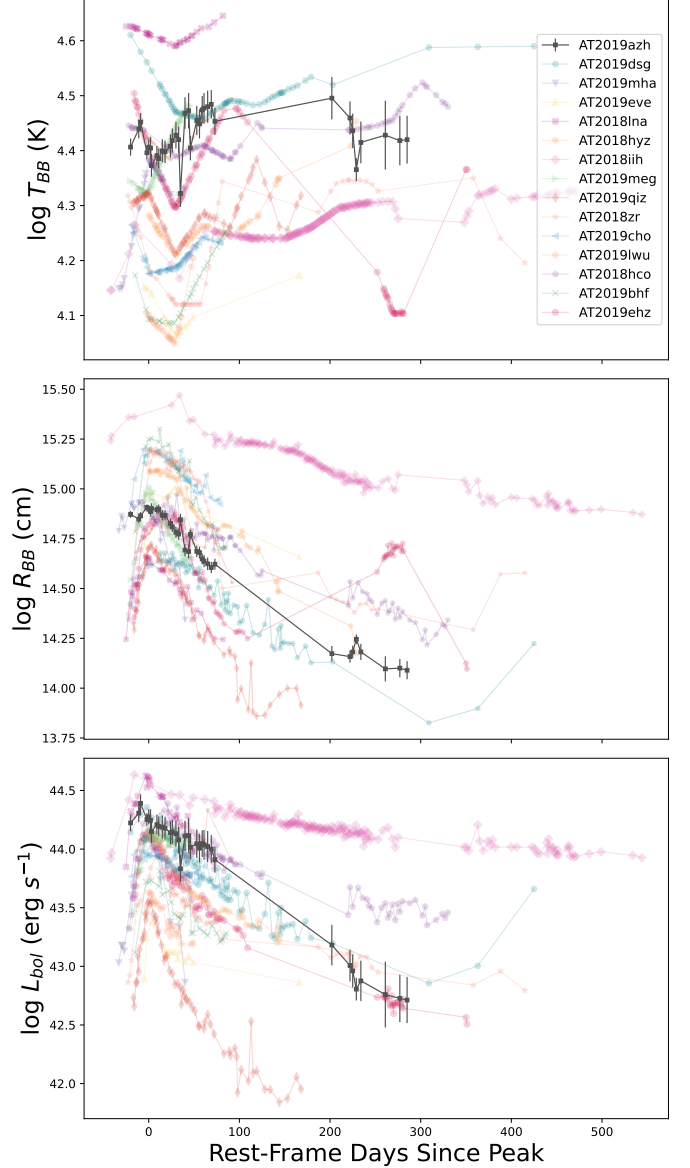 log T_BB (K)
4.6
4.5
4.4
4.3
4.2
4.1
AT2019azh
AT2019dsg
AT2019mha
AT2019eve
AT2018lna
AT2018hyz
AT2018iih
AT2019meg
AT2019qiz
AT2018zr
AT2019cho
AT2019lwu
AT2018hco
AT2019bhf
AT2019ehz
log R_BB (cm)
15.50
15.25
15.00
14.75
14.50
14.25
14.00
13.75
log L_bol (erg s⁻¹)
44.5
44.0
43.5
43.0
42.5
42.0
0 100 200 300 400 500
Rest-Frame Days Since Peak